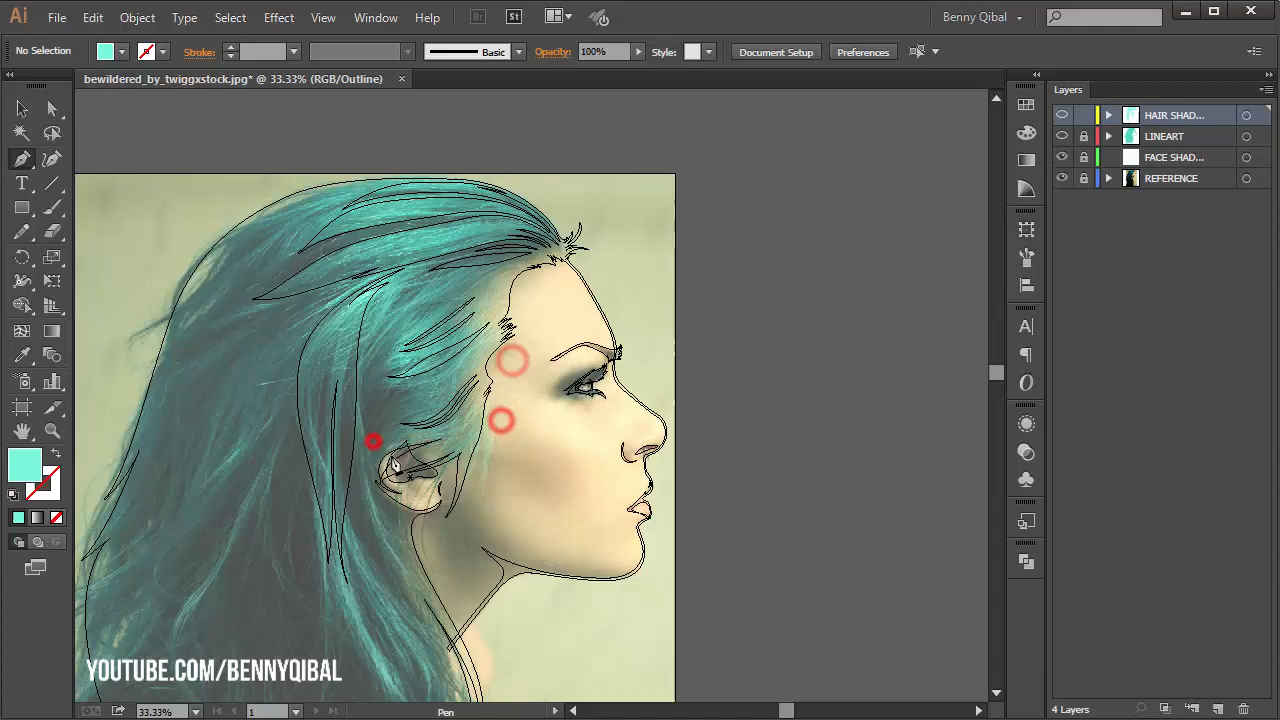 Ai File Edit Object Type Select Effect View Window Help Br St Benny Qibal
No Selection Stroke: Basic Opacity: 100% Style: Document Setup Preferences
bewildered_by_twiggxstock.jpg* @ 33.33% (RGB/Outline)
Layers
HAIR SHAD...
LINEART
FACE SHAD...
REFERENCE
YOUTUBE.COM/BENNYQIBAL
33.33% 1 Pen 4 Layers